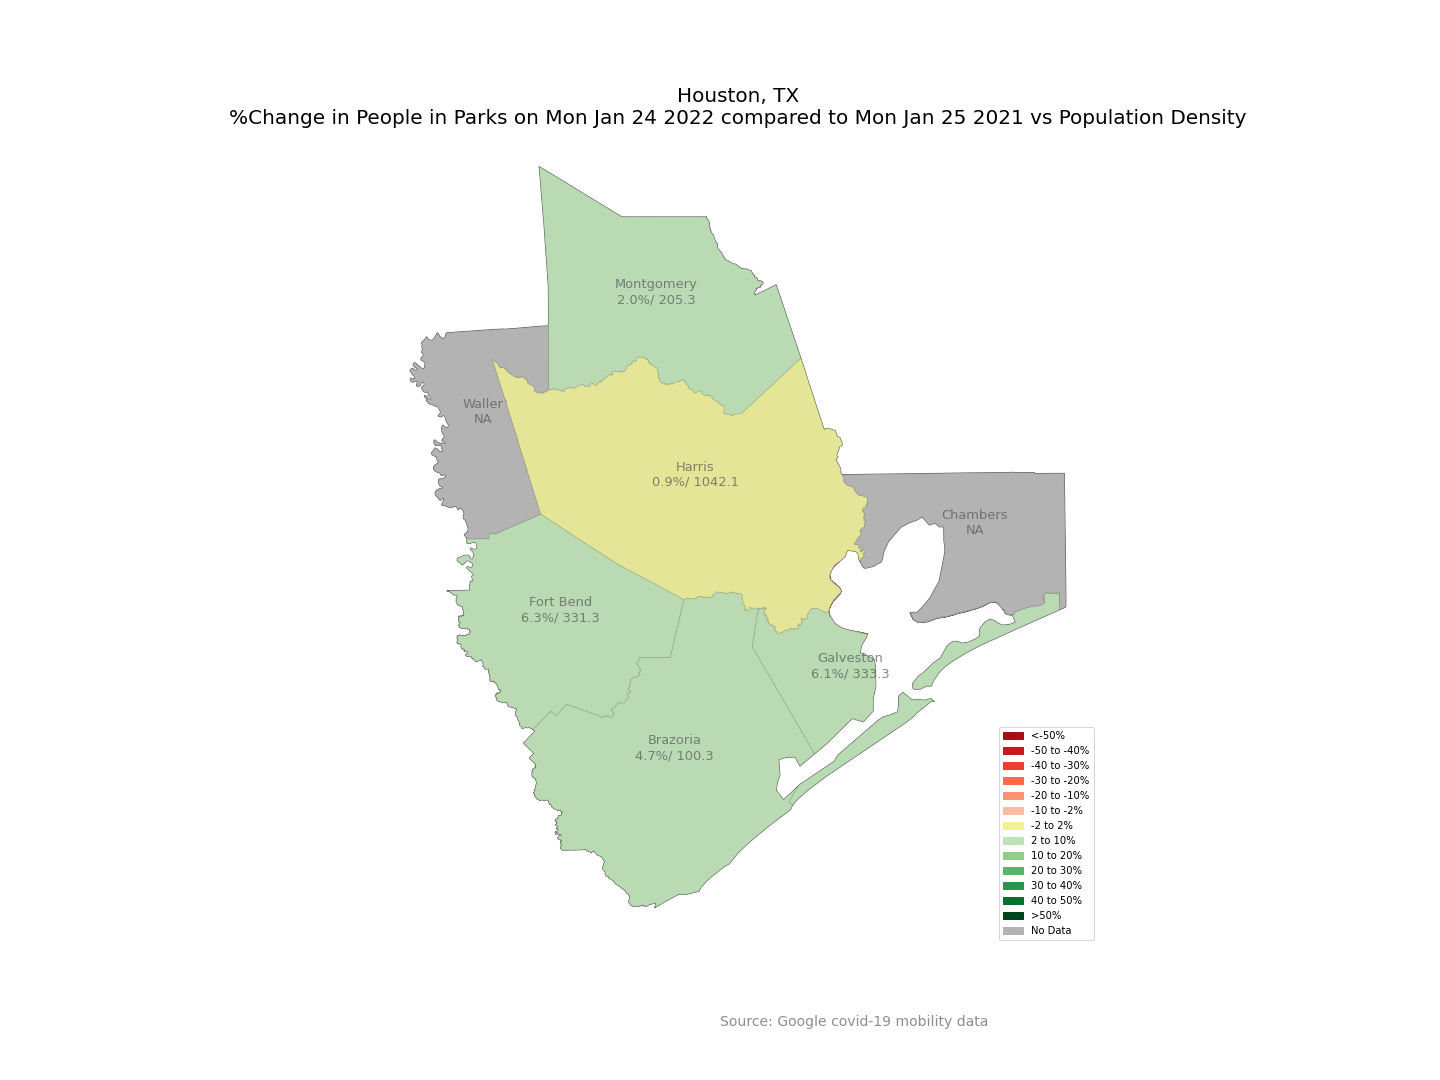 Houston, TX
%Change in People in Parks on Mon Jan 24 2022 compared to Mon Jan 25 2021 vs Population Density
Montgomery
2.0%/ 205.3
Waller
NA
Harris
0.9%/ 1042.1
Chambers
NA
Fort Bend
6.3%/ 331.3
Galveston
6.1%/ 333.3
Brazoria
4.7%/ 100.3
<-50%
-50 to -40%
-40 to -30%
-30 to -20%
-20 to -10%
-10 to -2%
-2 to 2%
2 to 10%
10 to 20%
20 to 30%
30 to 40%
40 to 50%
>50%
No Data
Source: Google covid-19 mobility data